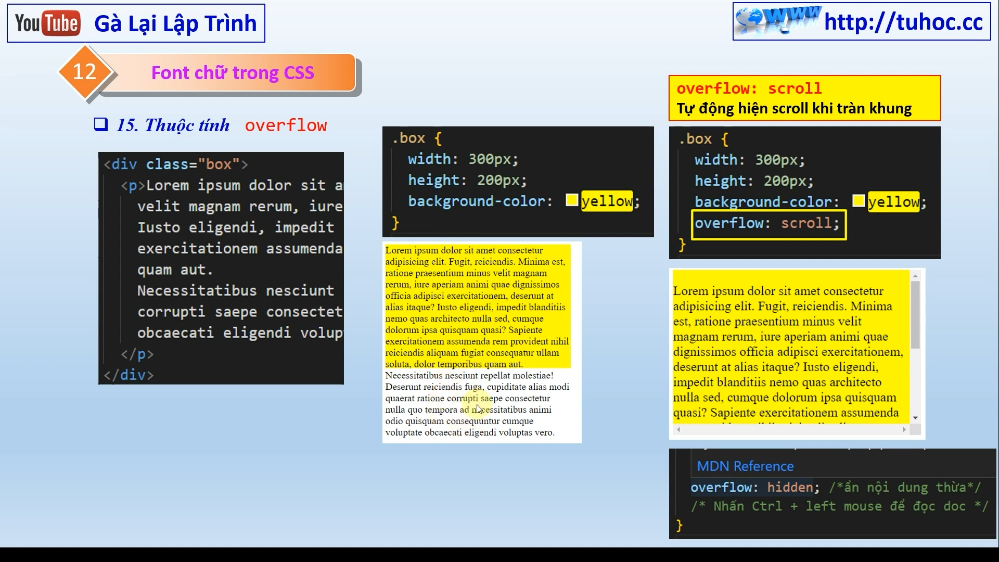 YouTube Gà Lại Lập Trình
www http://tuhoc.cc
12 Font chữ trong CSS
15. Thuộc tính overflow
<div class="box">
<p>Lorem ipsum dolor sit a
velit magnam rerum, iure
Iusto eligendi, impedit
exercitationem assumenda
quam aut.
Necessitatibus nesciunt
corrupti saepe consectet
obcaecati eligendi volup
</p>
</div>
.box {
width: 300px;
height: 200px;
background-color: yellow;
}
Lorem ipsum dolor sit amet consectetur
adipisicing elit. Fugit, reiciendis. Minima est,
ratione praesentium minus velit magnam
rerum, iure aperiam animi quae dignissimos
officia adipisci exercitationem, deserunt at
alias itaque? Iusto eligendi, impedit blanditiis
nemo quas architecto nulla sed, cumque
dolorum ipsa quisquam quasi? Sapiente
exercitationem assumenda rem provident nihil
reiciendis aliquam fugiat consequatur ullam
soluta, dolor temporibus quam aut.
Necessitatibus nesciunt repellat molestiae!
Deserunt reiciendis fuga, cupiditate alias modi
quaerat ratione corrupti saepe consectetur
nulla quo tempora ad necessitatibus animi
odio quisquam consequuntur cumque
voluptate obcaecati eligendi voluptas vero.
overflow: scroll
Tự động hiện scroll khi tràn khung
.box {
width: 300px;
height: 200px;
background-color: yellow;
overflow: scroll;
}
Lorem ipsum dolor sit amet consectetur
adipisicing elit. Fugit, reiciendis. Minima
est, ratione praesentium minus velit
magnam rerum, iure aperiam animi quae
dignissimos officia adipisci exercitationem,
deserunt at alias itaque? Iusto eligendi,
impedit blanditiis nemo quas architecto
nulla sed, cumque dolorum ipsa quisquam
quasi? Sapiente exercitationem assumenda
MDN Reference
overflow: hidden; /*ẩn nội dung thừa*/
/* Nhấn Ctrl + left mouse để đọc doc */
}